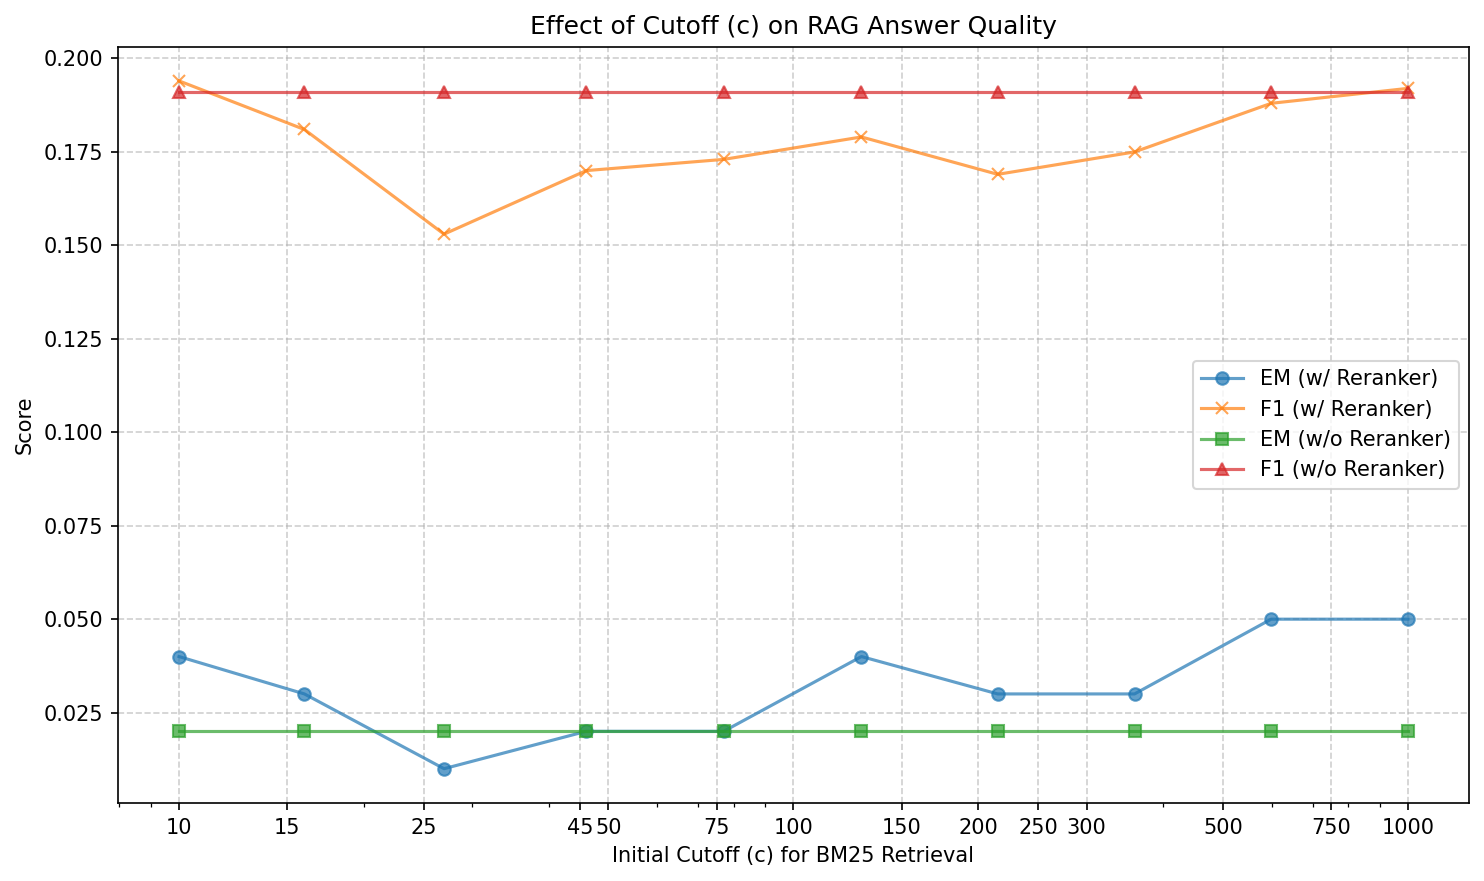 Effect of Cutoff (c) on RAG Answer Quality
0.200
0.175
0.150
0.125
0.100
0.075
0.050
0.025
Score
EM (w/ Reranker)
F1 (w/ Reranker)
EM (w/o Reranker)
F1 (w/o Reranker)
10 15 25 45 50 75 100 150 200 250 300 500 750 1000
Initial Cutoff (c) for BM25 Retrieval